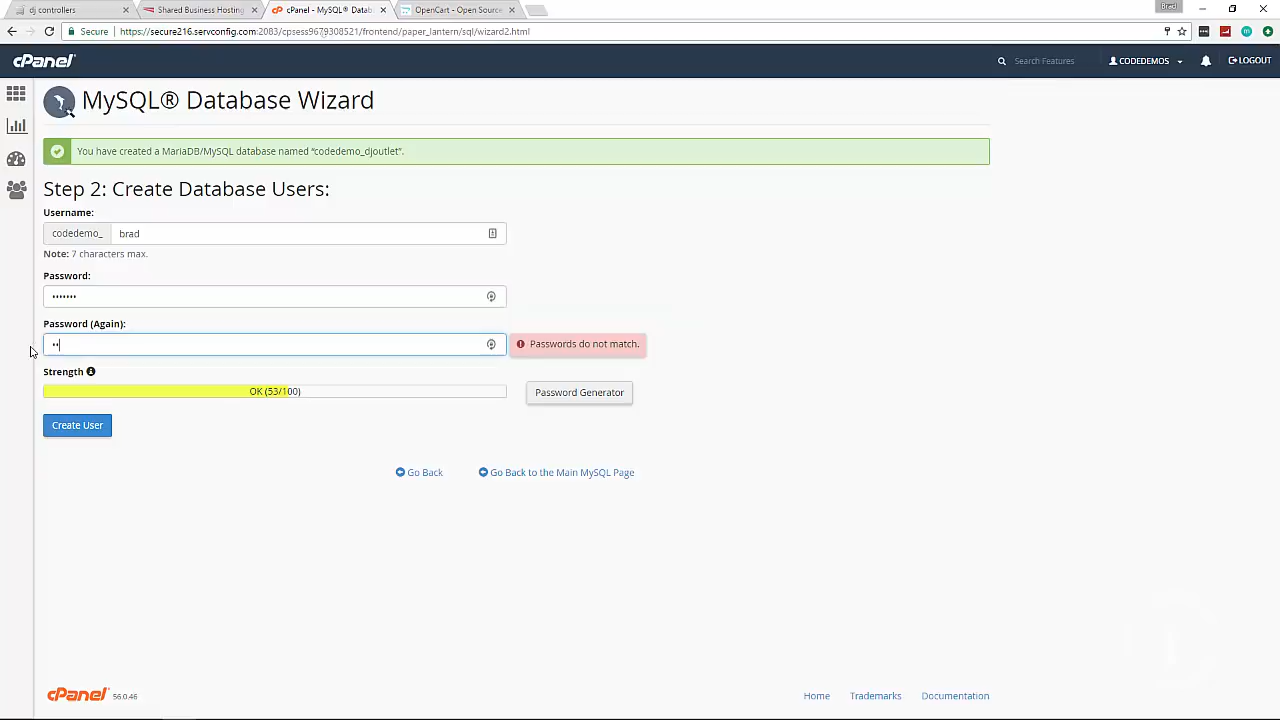 dj controllers
Shared Business Hosting
cPanel - MySQL® Datab
OpenCart - Open Source
Brad
Secure
https://secure216.servconfig.com:2083/cpsess9679308521/frontend/paper_lantern/sql/wizard2.html
cPanel
Search Features
CODEDEMOS
LOGOUT
MySQL® Database Wizard
You have created a MariaDB/MySQL database named “codedemo_djoutlet”.
Step 2: Create Database Users:
Username:
codedemo_
brad
Note: 7 characters max.
Password:
•••••••
Password (Again):
••
Passwords do not match.
Strength
OK (53/100)
Password Generator
Create User
Go Back
Go Back to the Main MySQL Page
cPanel
56.0.46
Home
Trademarks
Documentation